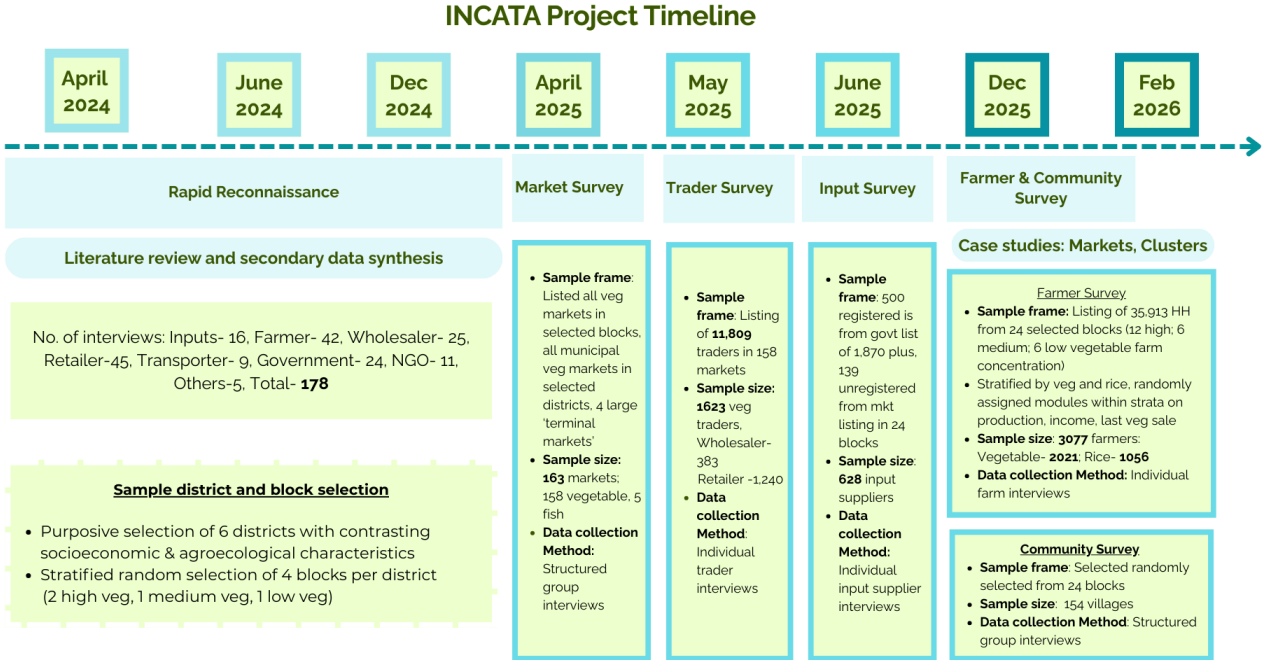 INCATA Project Timeline
April
2024
June
2024
Dec
2024
April
2025
May
2025
June
2025
Dec
2025
Feb
2026
Rapid Reconnaissance
Market Survey
Trader Survey
Input Survey
Farmer & Community
Survey
Literature review and secondary data synthesis
No. of interviews: Inputs- 16, Farmer- 42, Wholesaler- 25,
Retailer-45, Transporter- 9, Government- 24, NGO- 11,
Others-5, Total- 178
Sample district and block selection
• Purposive selection of 6 districts with contrasting
socioeconomic & agroecological characteristics
• Stratified random selection of 4 blocks per district
(2 high veg, 1 medium veg, 1 low veg)
• Sample frame:
Listed all veg
markets in
selected blocks,
all municipal
veg markets in
selected
districts, 4 large
‘terminal
markets’
• Sample size:
163 markets;
158 vegetable, 5
fish
• Data collection
Method:
Structured
group
interviews
• Sample
frame: Listing
of 11,809
traders in 158
markets
• Sample size:
1623 veg
traders,
Wholesaler-
383
Retailer -1,240
• Data
collection
Method:
Individual
trader
interviews
• Sample
frame: 500
registered is
from govt list
of 1,870 plus,
139
unregistered
from mkt
listing in 24
blocks
• Sample size:
628 input
suppliers
• Data
collection
Method:
Individual
input supplier
interviews
Case studies: Markets, Clusters
Farmer Survey
• Sample frame: Listing of 35,913 HH
from 24 selected blocks (12 high; 6
medium; 6 low vegetable farm
concentration)
• Stratified by veg and rice, randomly
assigned modules within strata on
production, income, last veg sale
• Sample size: 3077 farmers:
Vegetable- 2021; Rice- 1056
• Data collection Method: Individual
farm interviews
Community Survey
• Sample frame: Selected randomly
selected from 24 blocks
• Sample size: 154 villages
• Data collection Method: Structured
group interviews